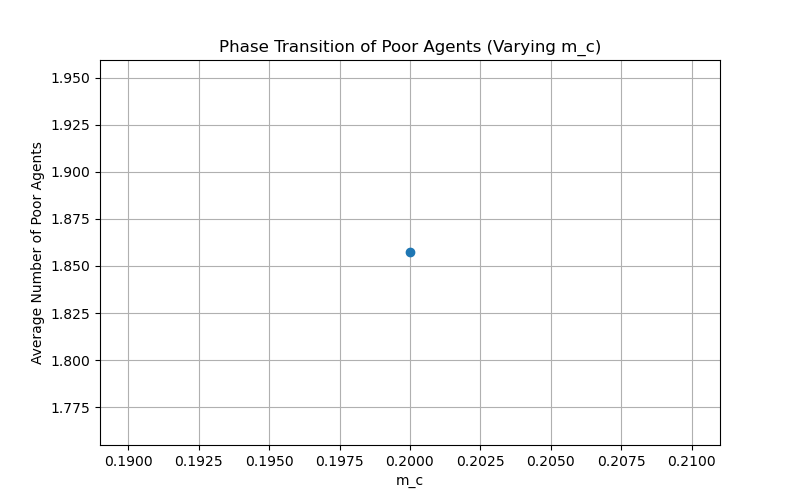 Phase Transition of Poor Agents (Varying m_c)
1.950
1.925
1.900
1.875
1.850
1.825
1.800
1.775
Average Number of Poor Agents
0.1900 0.1925 0.1950 0.1975 0.2000 0.2025 0.2050 0.2075 0.2100
m_c